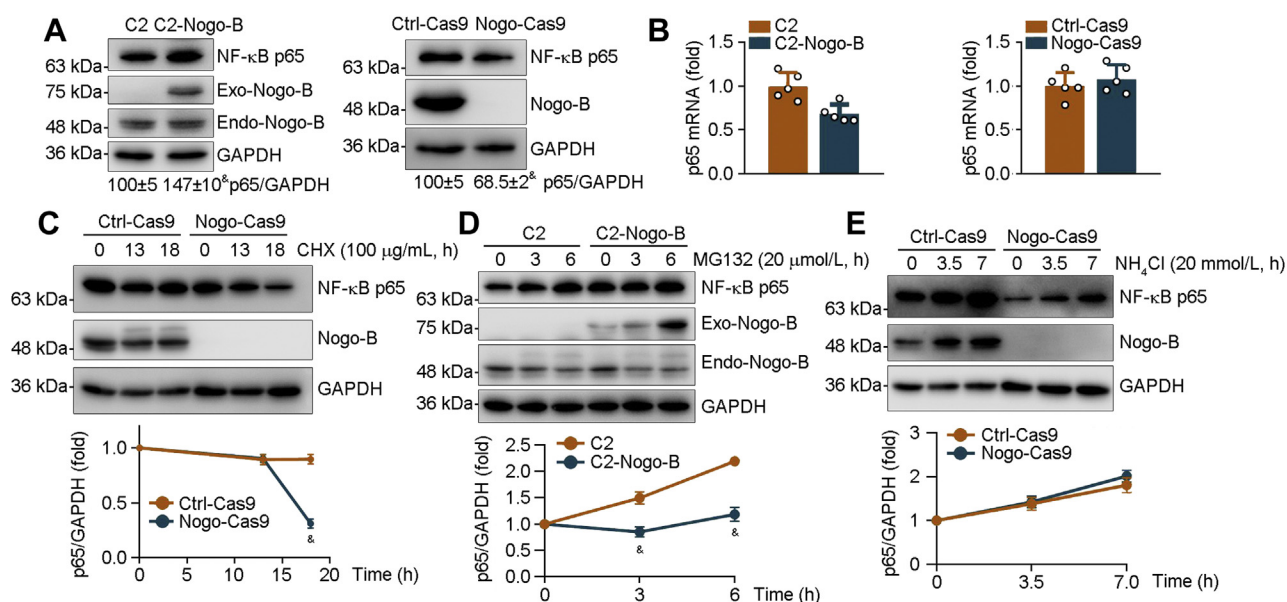 A
C2 C2-Nogo-B
NF-κB p65
63 kDa
Exo-Nogo-B
75 kDa
Endo-Nogo-B
48 kDa
GAPDH
36 kDa
100±5 147±10& p65/GAPDH
Ctrl-Cas9 Nogo-Cas9
NF-κB p65
63 kDa
Nogo-B
48 kDa
GAPDH
36 kDa
100±5 68.5±2& p65/GAPDH
B
C2
C2-Nogo-B
p65 mRNA (fold)
1.5
1.0
0.5
0.0
Ctrl-Cas9
Nogo-Cas9
p65 mRNA (fold)
1.5
1.0
0.5
0.0
C
Ctrl-Cas9 Nogo-Cas9
0 13 18 0 13 18 CHX (100 μg/mL, h)
NF-κB p65
63 kDa
Nogo-B
48 kDa
GAPDH
36 kDa
p65/GAPDH (fold)
1.0
0.5
0.0
Ctrl-Cas9
Nogo-Cas9
&
0 5 10 15 20 Time (h)
D
C2 C2-Nogo-B
0 3 6 0 3 6 MG132 (20 μmol/L, h)
NF-κB p65
63 kDa
Exo-Nogo-B
75 kDa
Endo-Nogo-B
48 kDa
GAPDH
36 kDa
p65/GAPDH (fold)
2.5
2.0
1.5
1.0
0.5
0.0
C2
C2-Nogo-B
&
&
0 3 6 Time (h)
E
Ctrl-Cas9 Nogo-Cas9
0 3.5 7 0 3.5 7 NH4Cl (20 mmol/L, h)
NF-κB p65
63 kDa
Nogo-B
48 kDa
GAPDH
36 kDa
p65/GAPDH (fold)
3
2
1
0
Ctrl-Cas9
Nogo-Cas9
0 3.5 7.0 Time (h)